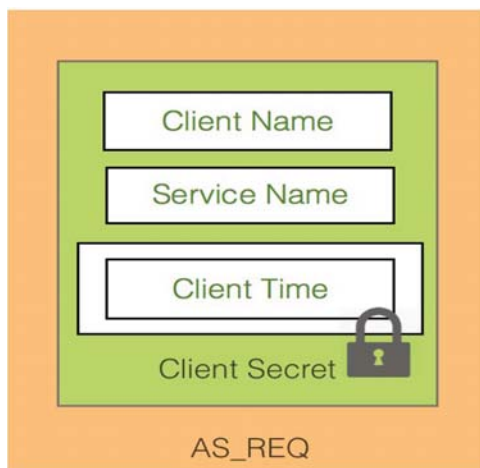 Client Name
Service Name
Client Time
Client Secret
AS_REQ